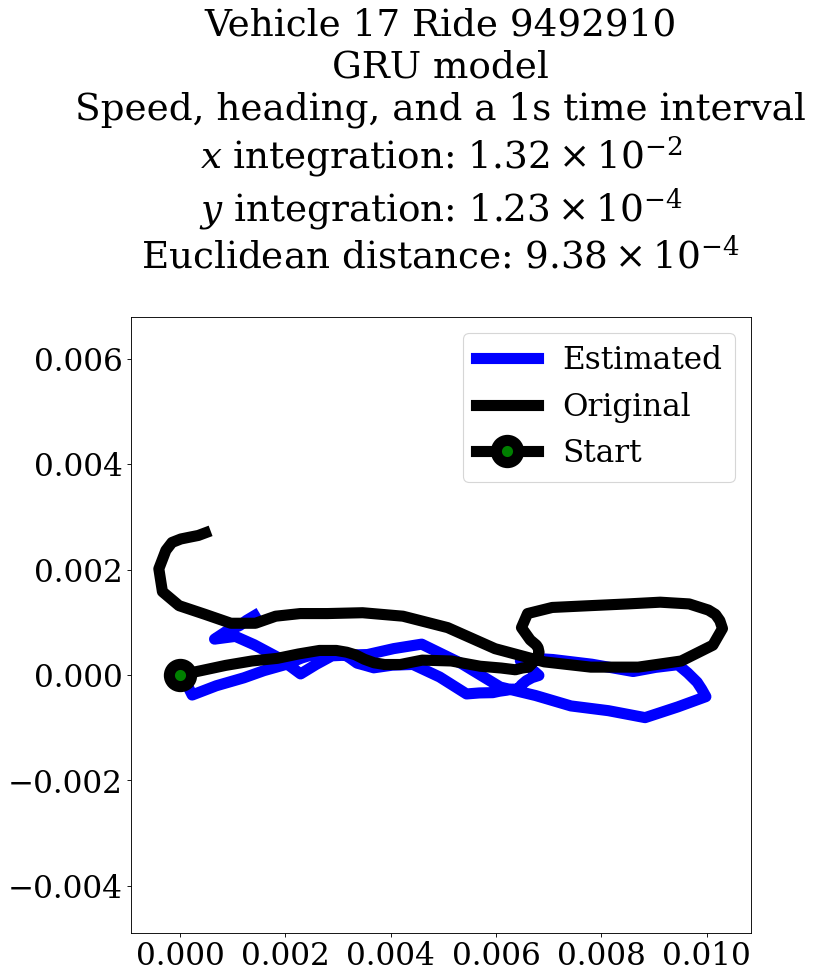 Vehicle 17 Ride 9492910
GRU model
Speed, heading, and a 1s time interval
x integration: 1.32 × 10⁻²
y integration: 1.23 × 10⁻⁴
Euclidean distance: 9.38 × 10⁻⁴
Estimated
Original
Start
0.006
0.004
0.002
0.000
−0.002
−0.004
0.000 0.002 0.004 0.006 0.008 0.010